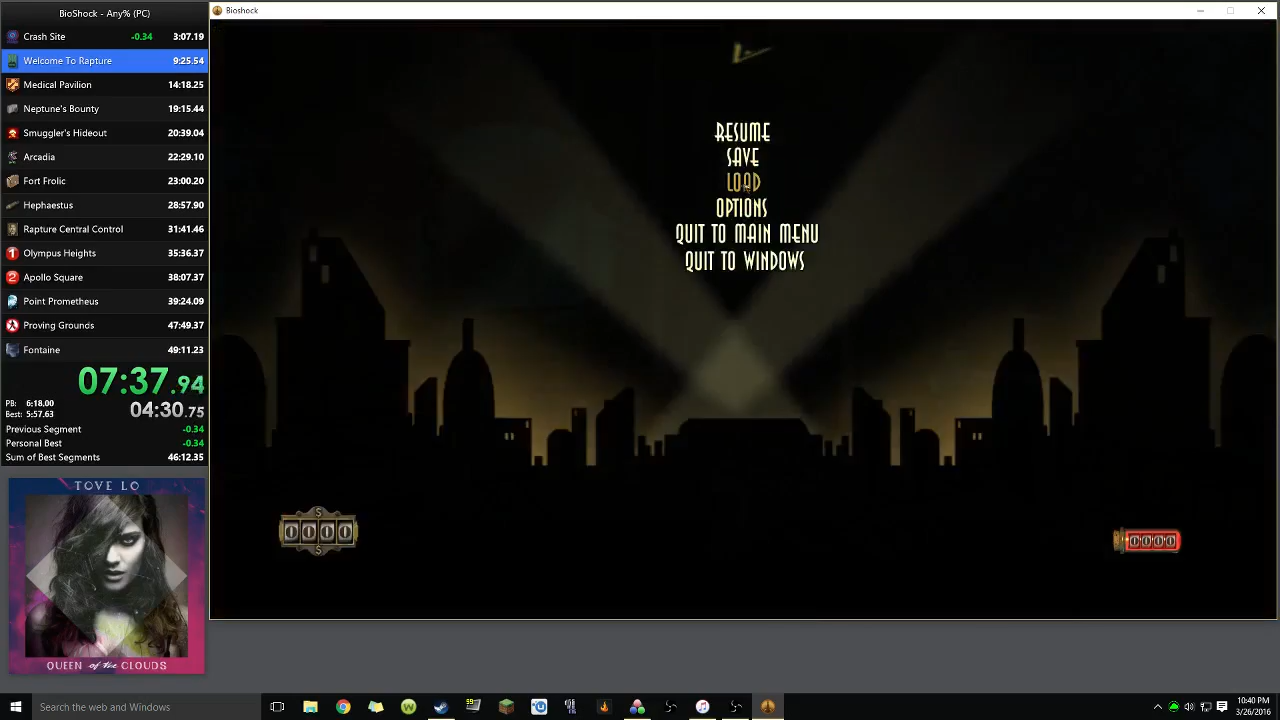 BioShock - Any% (PC)
Crash Site -0.34 3:07.19
Welcome To Rapture 9:25.54
Medical Pavilion 14:18.25
Neptune's Bounty 19:15.44
Smuggler's Hideout 20:39.04
Arcadia 22:29.10
Fort Frolic 23:00.20
Hephaestus 28:57.90
Rapture Central Control 31:41.46
Olympus Heights 35:36.37
Apollo Square 38:07.37
Point Prometheus 39:24.09
Proving Grounds 47:49.37
Fontaine 49:11.23
07:37.94
PB: 6:18.00
Best: 5:57.63
04:30.75
Previous Segment -0.34
Personal Best -0.34
Sum of Best Segments 46:12.35
TOVE LO
QUEEN of the CLOUDS
Bioshock
RESUME
SAVE
LOAD
OPTIONS
QUIT TO MAIN MENU
QUIT TO WINDOWS
$
0000
$
0000
Search the web and Windows
10:40 PM
3/26/2016